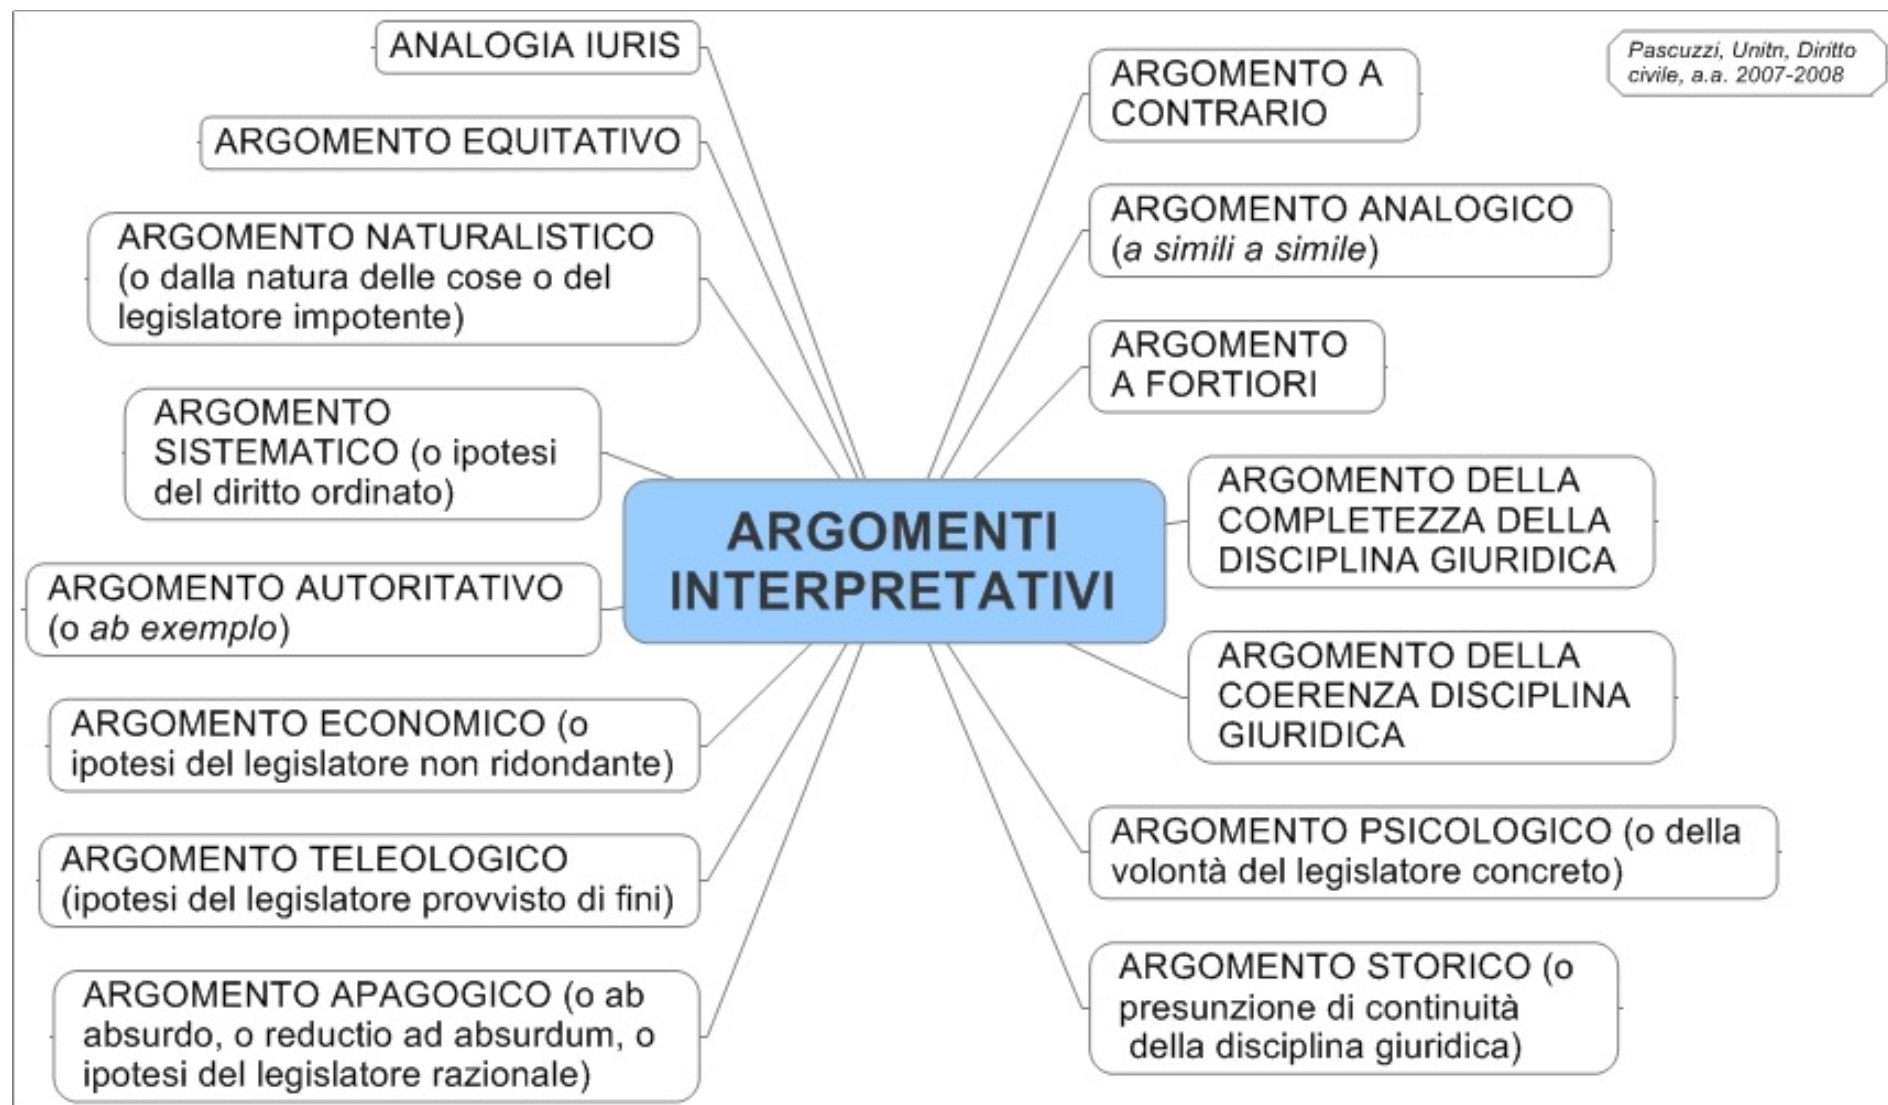 ANALOGIA IURIS
ARGOMENTO EQUITATIVO
ARGOMENTO NATURALISTICO
(o dalla natura delle cose o del
legislatore impotente)
ARGOMENTO
SISTEMATICO (o ipotesi
del diritto ordinato)
ARGOMENTO AUTORITATIVO
(o ab exemplo)
ARGOMENTO ECONOMICO (o
ipotesi del legislatore non ridondante)
ARGOMENTO TELEOLOGICO
(ipotesi del legislatore provvisto di fini)
ARGOMENTO APAGOGICO (o ab
absurdo, o reductio ad absurdum, o
ipotesi del legislatore razionale)
ARGOMENTI
INTERPRETATIVI
Pascuzzi, Unitn, Diritto
civile, a.a. 2007-2008
ARGOMENTO A
CONTRARIO
ARGOMENTO ANALOGICO
(a simili a simile)
ARGOMENTO
A FORTIORI
ARGOMENTO DELLA
COMPLETEZZA DELLA
DISCIPLINA GIURIDICA
ARGOMENTO DELLA
COERENZA DISCIPLINA
GIURIDICA
ARGOMENTO PSICOLOGICO (o della
volontà del legislatore concreto)
ARGOMENTO STORICO (o
presunzione di continuità
della disciplina giuridica)